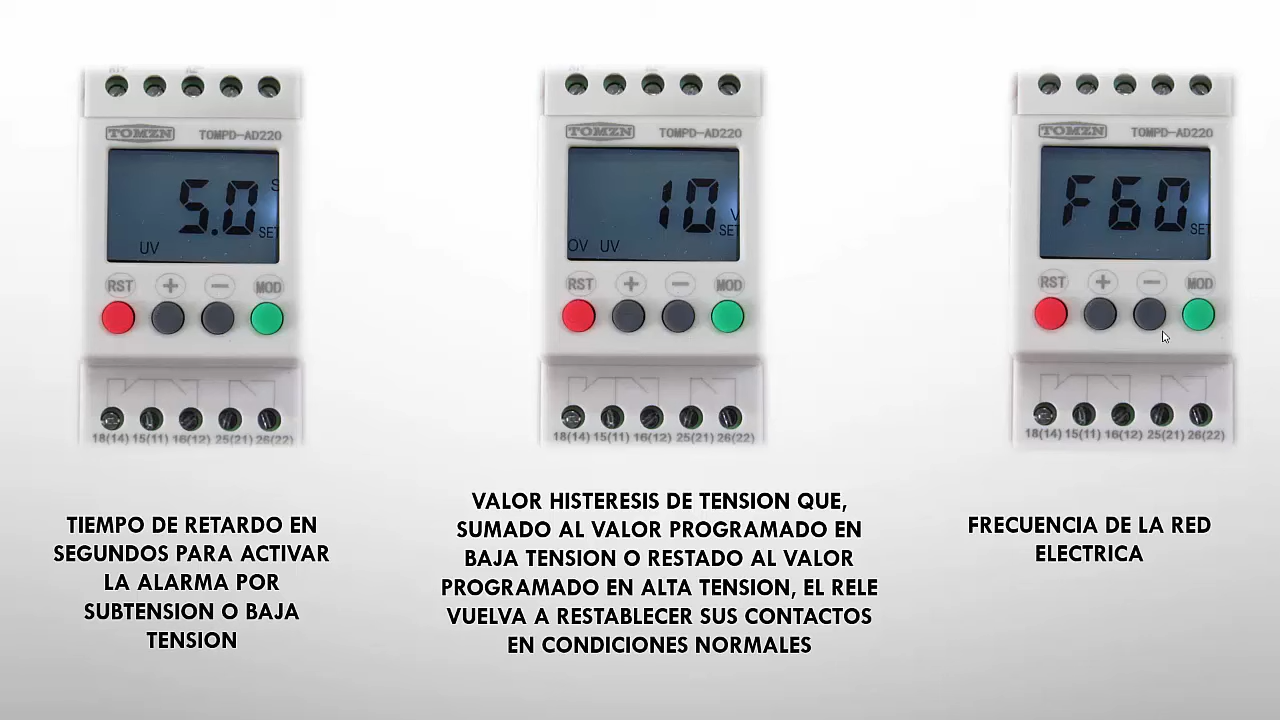 TOMZN TOMPD-AD220
5.0 S
SET
UV
RST + − MOD
18(14) 15(11) 16(12) 25(21) 26(22)
TIEMPO DE RETARDO EN
SEGUNDOS PARA ACTIVAR
LA ALARMA POR
SUBTENSION O BAJA
TENSION
TOMZN TOMPD-AD220
10 V
SET
OV UV
RST + − MOD
18(14) 15(11) 16(12) 25(21) 26(22)
VALOR HISTERESIS DE TENSION QUE,
SUMADO AL VALOR PROGRAMADO EN
BAJA TENSION O RESTADO AL VALOR
PROGRAMADO EN ALTA TENSION, EL RELE
VUELVA A RESTABLECER SUS CONTACTOS
EN CONDICIONES NORMALES
TOMZN TOMPD-AD220
F60
SET
RST + − MOD
18(14) 15(11) 16(12) 25(21) 26(22)
FRECUENCIA DE LA RED
ELECTRICA